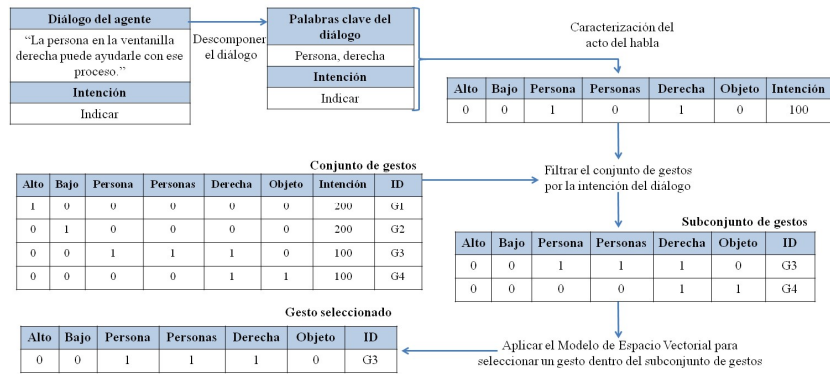 Diálogo del agente
“La persona en la ventanilla
derecha puede ayudarle con ese
proceso.”
Intención
Indicar
Descomponer
el diálogo
Palabras clave del
diálogo
Persona, derecha
Intención
Indicar
Caracterización del
acto del habla
Alto Bajo Persona Personas Derecha Objeto Intención
0 0 1 0 1 0 100
Filtrar el conjunto de gestos
por la intención del diálogo
Conjunto de gestos
Alto Bajo Persona Personas Derecha Objeto Intención ID
1 0 0 0 0 0 200 G1
0 1 0 0 0 0 200 G2
0 0 1 1 1 0 100 G3
0 0 0 0 1 1 100 G4
Subconjunto de gestos
Alto Bajo Persona Personas Derecha Objeto ID
0 0 1 1 1 0 G3
0 0 0 0 1 1 G4
Aplicar el Modelo de Espacio Vectorial para
seleccionar un gesto dentro del subconjunto de gestos
Gesto seleccionado
Alto Bajo Persona Personas Derecha Objeto ID
0 0 1 1 1 0 G3